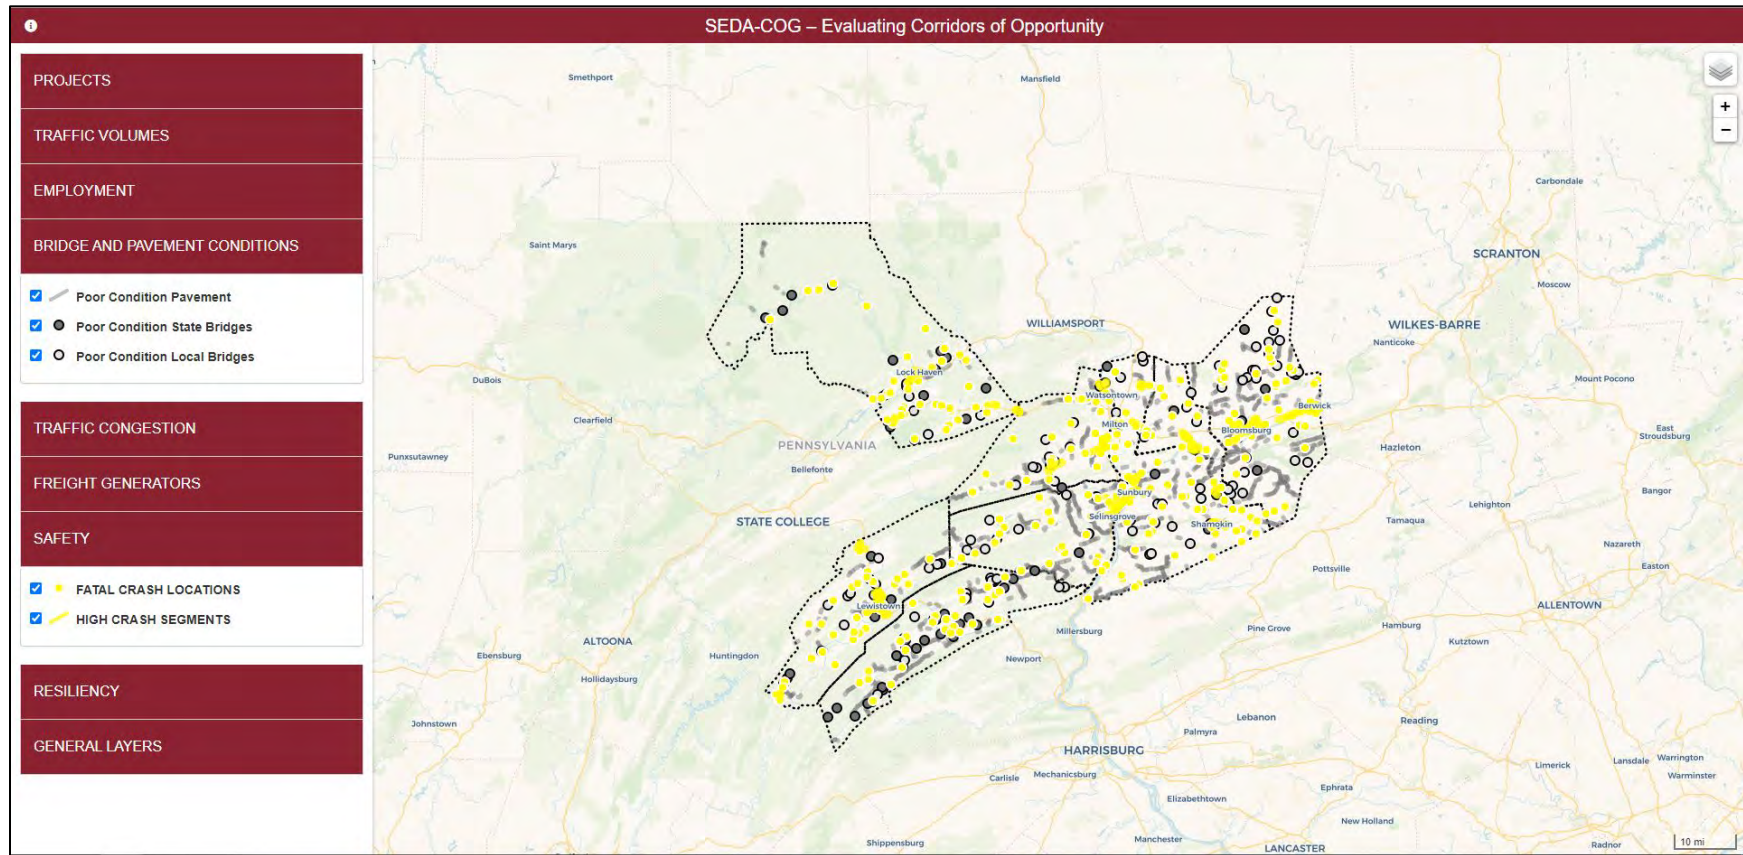 SEDA-COG – Evaluating Corridors of Opportunity
PROJECTS
TRAFFIC VOLUMES
EMPLOYMENT
BRIDGE AND PAVEMENT CONDITIONS
Poor Condition Pavement
Poor Condition State Bridges
Poor Condition Local Bridges
TRAFFIC CONGESTION
FREIGHT GENERATORS
SAFETY
FATAL CRASH LOCATIONS
HIGH CRASH SEGMENTS
RESILIENCY
GENERAL LAYERS
+
−
Smethport
Mansfield
Carbondale
Saint Marys
SCRANTON
Moscow
WILLIAMSPORT
WILKES-BARRE
Nanticoke
Lock Haven
DuBois
Mount Pocono
Watsontown
Berwick
Clearfield
Milton
Bloomsburg
East
Stroudsburg
PENNSYLVANIA
Hazleton
Punxsutawney
Bellefonte
Sunbury
Bangor
Lehighton
STATE COLLEGE
Selinsgrove
Shamokin
Tamaqua
Nazareth
Easton
Pottsville
Lewistown
ALLENTOWN
Millersburg
Pine Grove
Hamburg
Kutztown
ALTOONA
Ebensburg
Huntingdon
Newport
Hollidaysburg
Johnstown
Lebanon
Reading
Palmyra
HARRISBURG
Limerick
Lansdale
Warrington
Warminster
Carlisle
Mechanicsburg
Ephrata
Elizabethtown
New Holland
Shippensburg
Manchester
LANCASTER
Radnor
10 mi